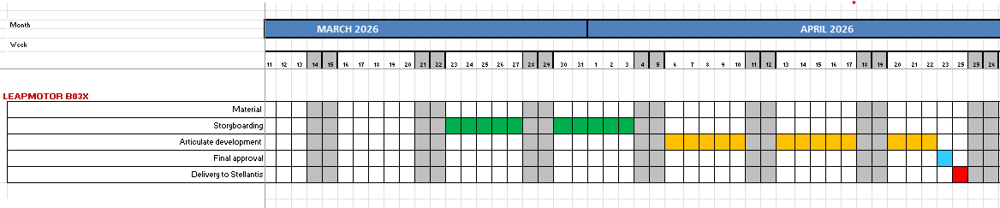 Month
MARCH 2026 APRIL 2026
Week
11 12 13 14 15 16 17 18 19 20 21 22 23 24 25 26 27 28 29 30 31 1 2 3 4 5 6 7 8 9 10 11 12 13 14 15 16 17 18 19 20 21 22 23 25 25 26
LEAPMOTOR B03X
Material
Storyboarding
Articulate development
Final approval
Delivery to Stellantis